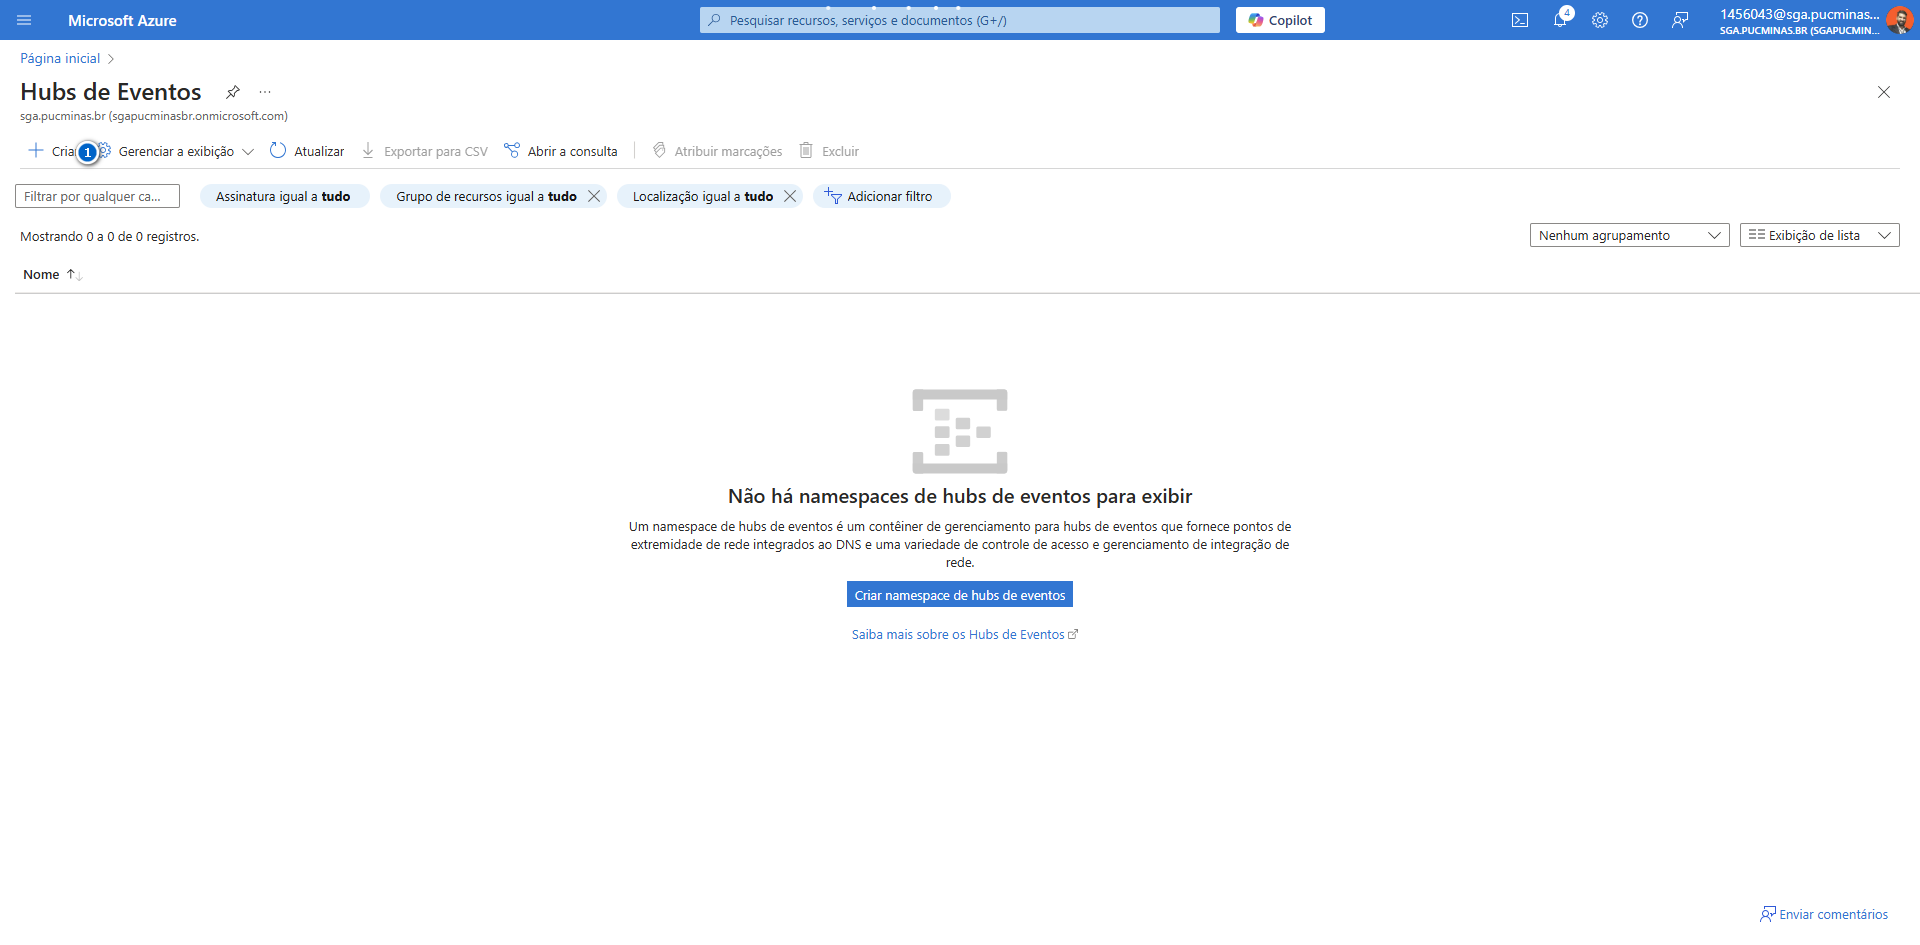 Microsoft Azure
Pesquisar recursos, serviços e documentos (G+/)
Copilot
4
1456043@sga.pucminas...
SGA.PUCMINAS.BR (SGAPUCMIN...
Página inicial
Hubs de Eventos
sga.pucminas.br (sgapucminasbr.onmicrosoft.com)
Cria
1
Gerenciar a exibição
Atualizar
Exportar para CSV
Abrir a consulta
Atribuir marcações
Excluir
Filtrar por qualquer ca...
Assinatura igual a tudo
Grupo de recursos igual a tudo
Localização igual a tudo
Adicionar filtro
Mostrando 0 a 0 de 0 registros.
Nenhum agrupamento
Exibição de lista
Nome
Não há namespaces de hubs de eventos para exibir
Um namespace de hubs de eventos é um contêiner de gerenciamento para hubs de eventos que fornece pontos de
extremidade de rede integrados ao DNS e uma variedade de controle de acesso e gerenciamento de integração de
rede.
Criar namespace de hubs de eventos
Saiba mais sobre os Hubs de Eventos
Enviar comentários